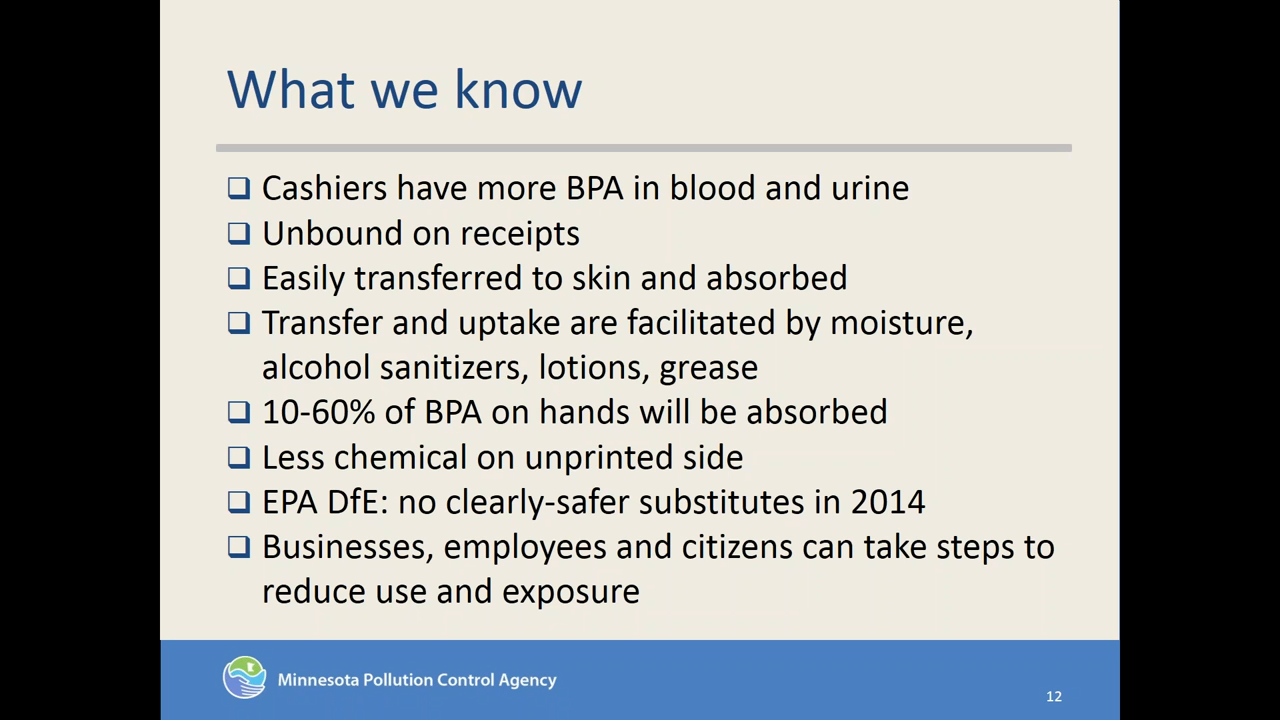 What we know
Cashiers have more BPA in blood and urine
Unbound on receipts
Easily transferred to skin and absorbed
Transfer and uptake are facilitated by moisture,
alcohol sanitizers, lotions, grease
10-60% of BPA on hands will be absorbed
Less chemical on unprinted side
EPA DfE: no clearly-safer substitutes in 2014
Businesses, employees and citizens can take steps to
reduce use and exposure
Minnesota Pollution Control Agency
12